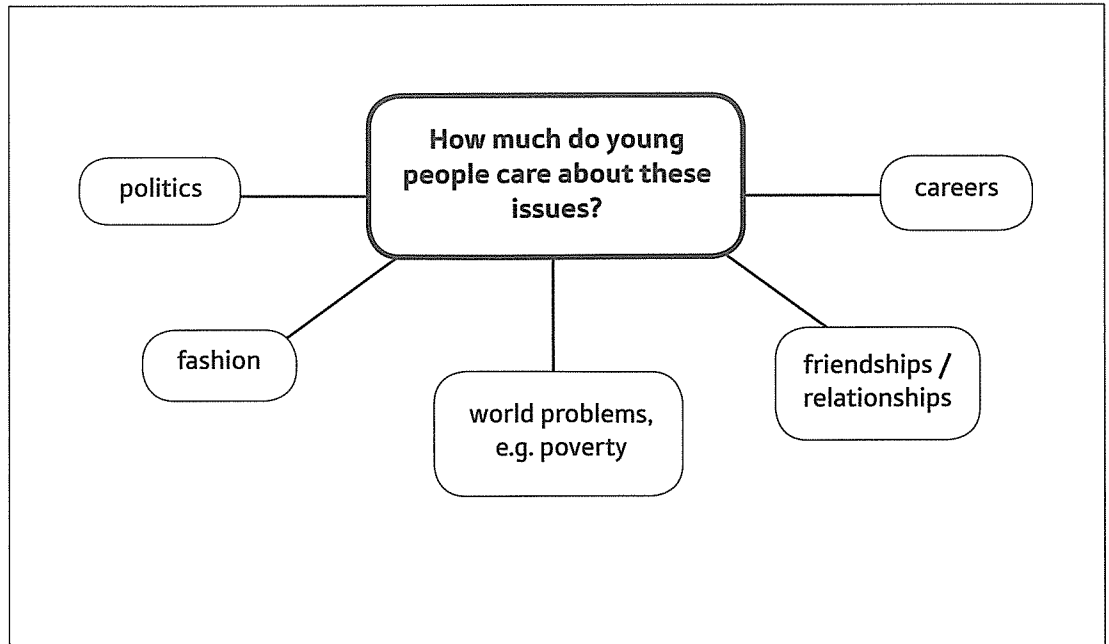 How much do young
people care about these
issues?
politics
careers
fashion
friendships /
relationships
world problems,
e.g. poverty